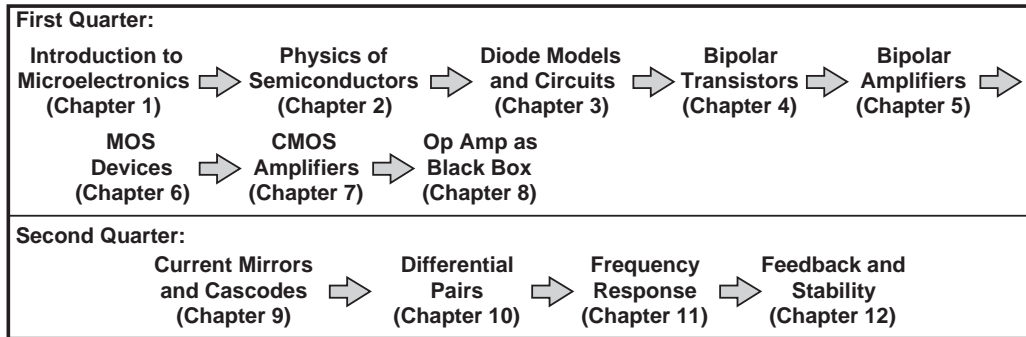 First Quarter:
Introduction to
Microelectronics
(Chapter 1)
Physics of
Semiconductors
(Chapter 2)
Diode Models
and Circuits
(Chapter 3)
Bipolar
Transistors
(Chapter 4)
Bipolar
Amplifiers
(Chapter 5)
MOS
Devices
(Chapter 6)
CMOS
Amplifiers
(Chapter 7)
Op Amp as
Black Box
(Chapter 8)
Second Quarter:
Current Mirrors
and Cascodes
(Chapter 9)
Differential
Pairs
(Chapter 10)
Frequency
Response
(Chapter 11)
Feedback and
Stability
(Chapter 12)